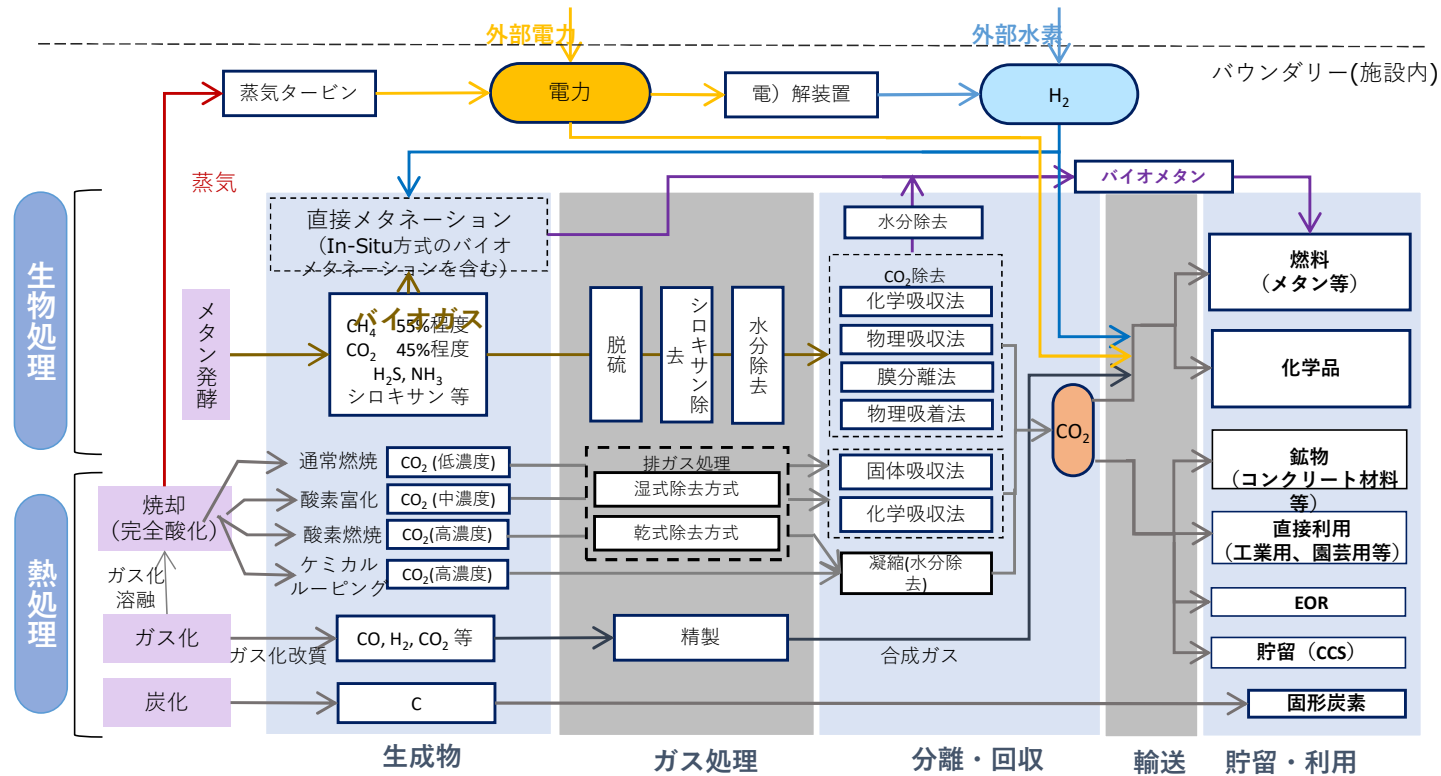 外部電力
外部水素
バウンダリー(施設内)
蒸気タービン
電力
電）解装置
H₂
蒸気
バイオメタン
生物処理
直接メタネーション
（In-Situ方式のバイオ
メタネーションを含む）
水分除去
燃料
（メタン等）
メタン発酵
バイオガス
CH₄ 55%程度
CO₂ 45%程度
H₂S, NH₃
シロキサン 等
脱硫
シロキサン除
去
水分除去
CO₂除去
化学吸収法
物理吸収法
膜分離法
物理吸着法
化学品
CO₂
熱処理
焼却
（完全酸化）
通常燃焼
CO₂ (低濃度)
酸素富化
CO₂ (中濃度)
酸素燃焼
CO₂(高濃度)
ケミカル
ルーピング
CO₂(高濃度)
排ガス処理
湿式除去方式
乾式除去方式
固体吸収法
化学吸収法
凝縮(水分除
去)
鉱物
（コンクリート材料
等）
直接利用
（工業用、園芸用等）
EOR
貯留（CCS）
ガス化
溶融
ガス化
ガス化改質
CO, H₂, CO₂ 等
精製
合成ガス
炭化
C
固形炭素
生成物
ガス処理
分離・回収
輸送
貯留・利用